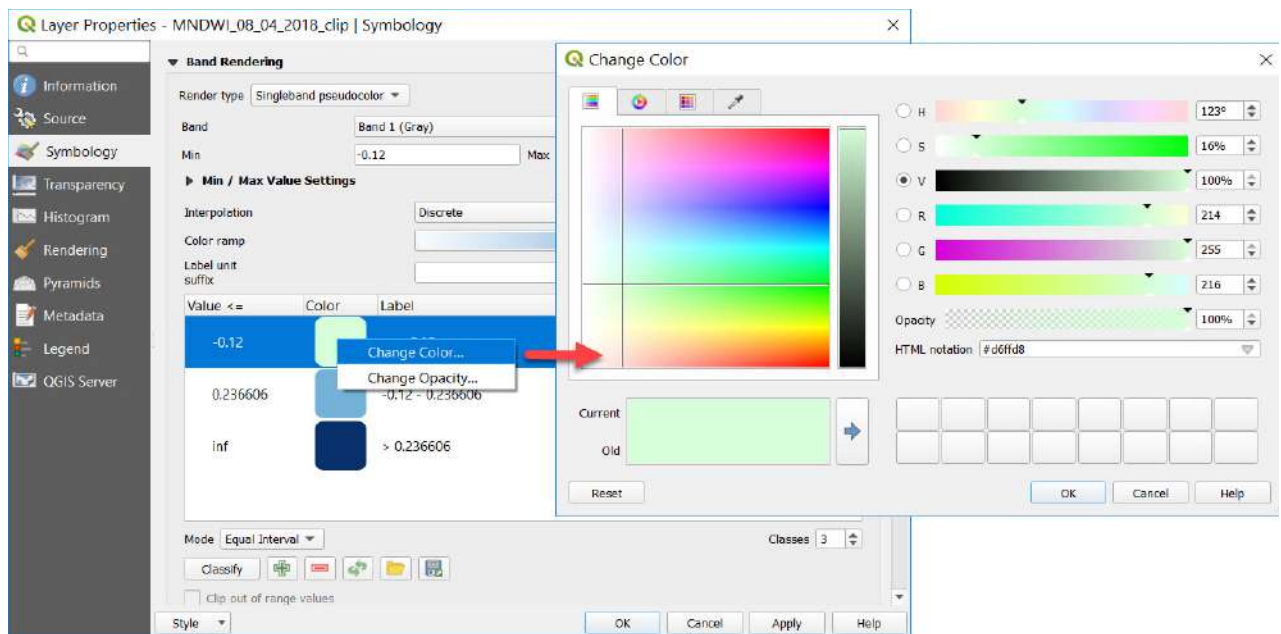 Layer Properties - MNDWI_08_04_2018_clip | Symbology
Information
Source
Symbology
Transparency
Histogram
Rendering
Pyramids
Metadata
Legend
QGIS Server
Band Rendering
Render type Singleband pseudocolor
Band Band 1 (Gray)
Min -0.12 Max
Min / Max Value Settings
Interpolation Discrete
Color ramp
Label unit
suffix
Value <= Color Label
-0.12
Change Color...
Change Opacity...
0.236606 -0.12 - 0.236606
inf > 0.236606
Mode Equal Interval Classes 3
Classify
Clip out of range values
Style OK Cancel Apply Help
Change Color
H 123°
S 16%
V 100%
R 214
G 255
B 216
Opacity 100%
HTML notation #d6ffd8
Current
Old
Reset OK Cancel Help